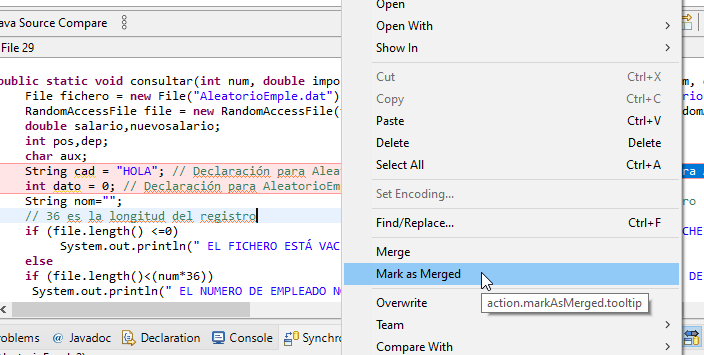 ava Source Compare
File 29
public static void consultar(int num, double impo
File fichero = new File("AleatorioEmple.dat")
RandomAccessFile file = new RandomAccessFile(
double salario,nuevosalario;
int pos,dep;
char aux;
String cad = "HOLA"; // Declaración para Alea
int dato = 0; // Declaración para AleatorioEm
String nom="";
// 36 es la longitud del registro
if (file.length() <=0)
System.out.println(" EL FICHERO ESTÁ VAC
else
if (file.length()<(num*36))
System.out.println(" EL NUMERO DE EMPLEADO NO
roblems
Javadoc
Declaration
Console
Synchro
Open
Open With
Show In
Cut Ctrl+X
Copy Ctrl+C
Paste Ctrl+V
Delete Delete
Select All Ctrl+A
Set Encoding...
Find/Replace... Ctrl+F
Merge
Mark as Merged
action.markAsMerged.tooltip
Overwrite
Team
Compare With